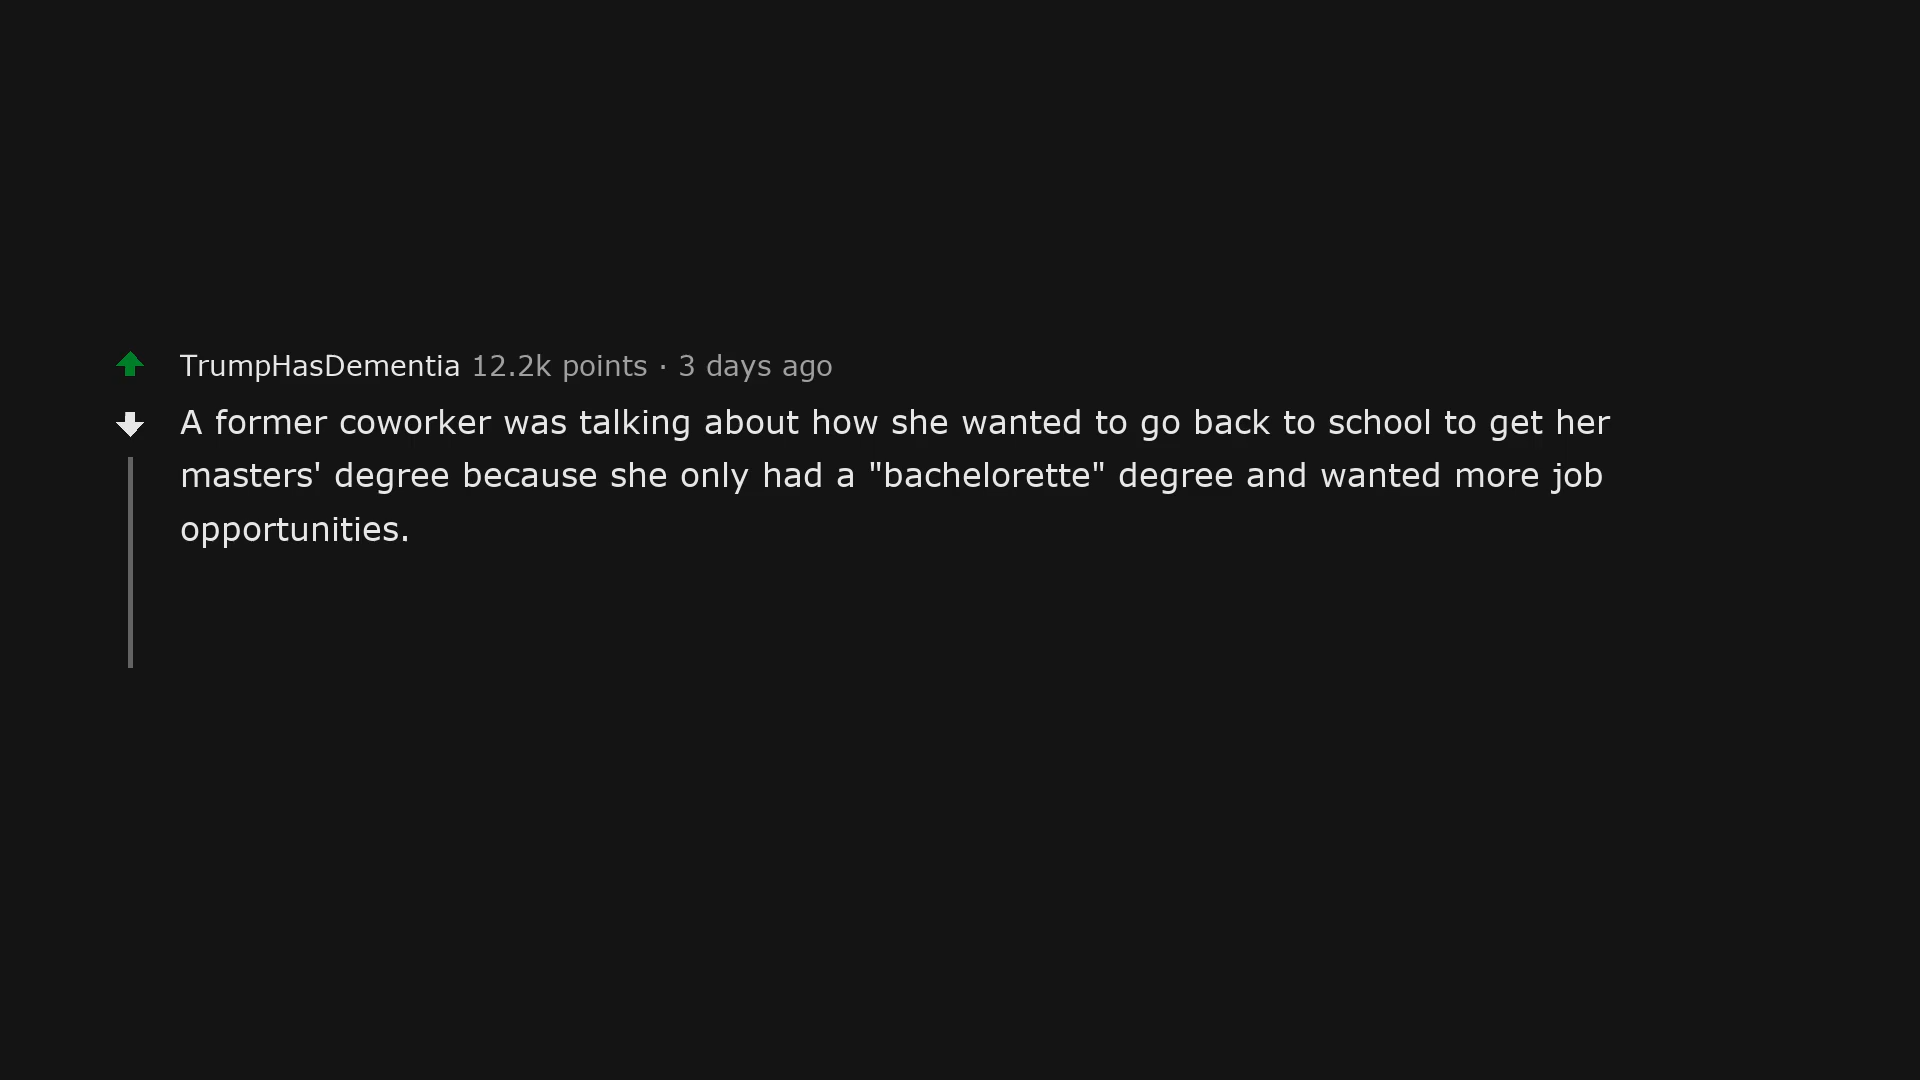 TrumpHasDementia 12.2k points · 3 days ago
A former coworker was talking about how she wanted to go back to school to get her
masters' degree because she only had a "bachelorette" degree and wanted more job
opportunities.